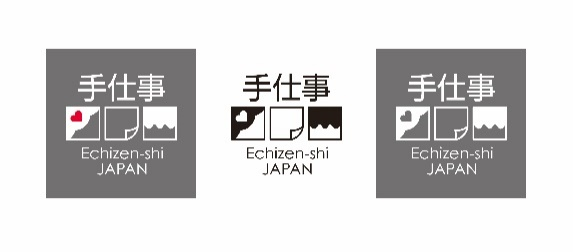 手仕事
Echizen-shi
JAPAN
手仕事
Echizen-shi
JAPAN
手仕事
Echizen-shi
JAPAN